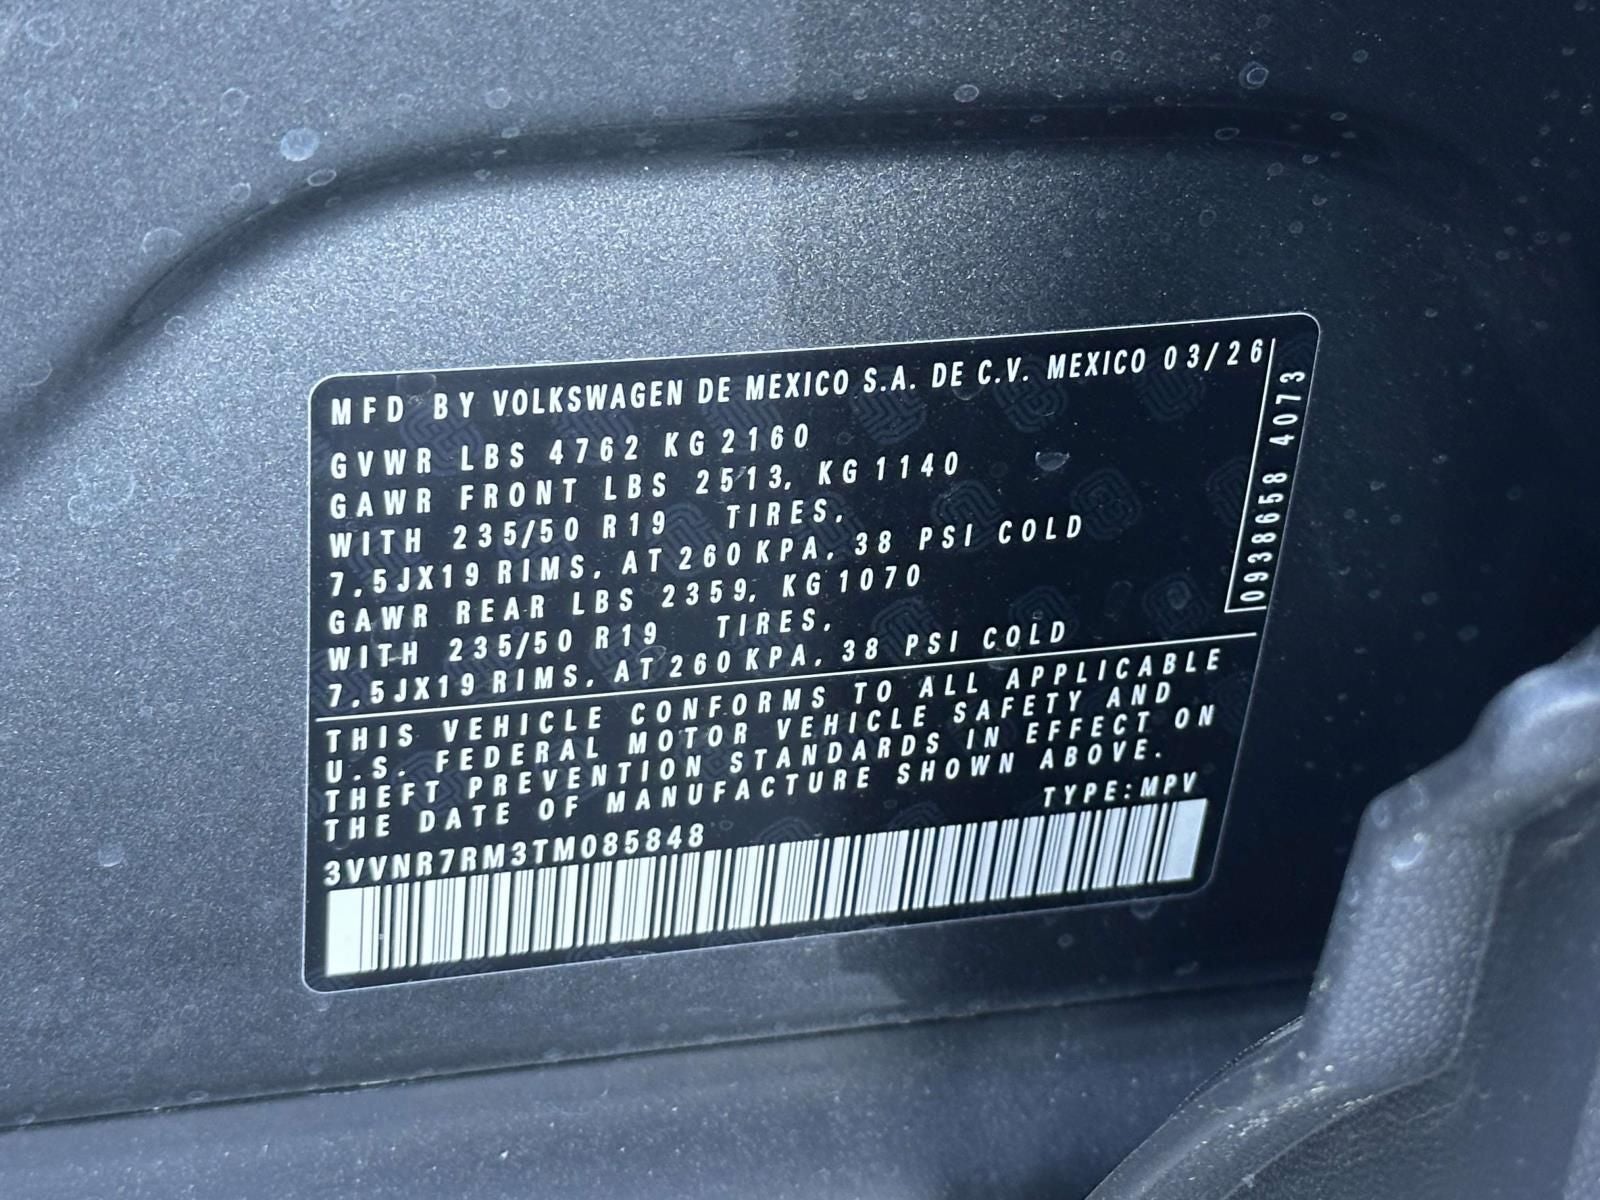 MFD BY VOLKSWAGEN DE MEXICO S.A. DE C.V. MEXICO 03/26
GVWR LBS 4762 KG 2160
GAWR FRONT LBS 2513, KG 1140
WITH 235/50 R19 TIRES,
7.5JX19 RIMS, AT 260 KPA, 38 PSI COLD
GAWR REAR LBS 2359, KG 1070
WITH 235/50 R19 TIRES,
7.5JX19 RIMS, AT 260 KPA, 38 PSI COLD
THIS VEHICLE CONFORMS TO ALL APPLICABLE
U.S. FEDERAL MOTOR VEHICLE SAFETY AND
THEFT PREVENTION STANDARDS IN EFFECT ON
THE DATE OF MANUFACTURE SHOWN ABOVE.
TYPE: MPV
3VVNR7RM3TM085848
0938658 4073